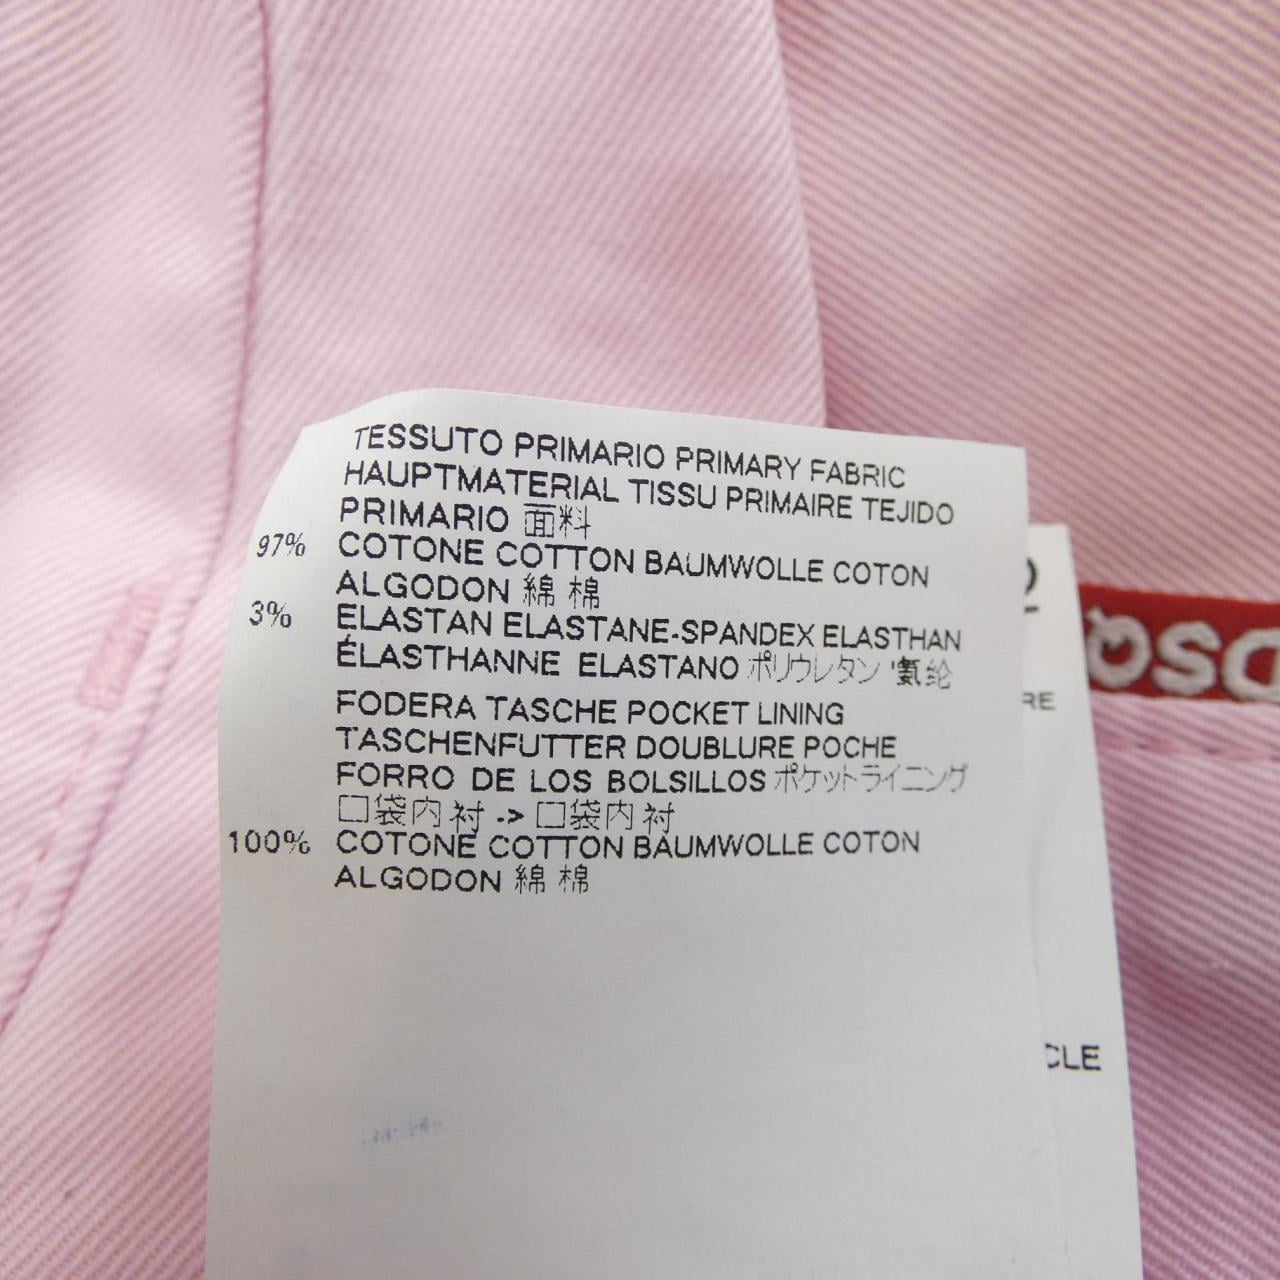 TESSUTO PRIMARIO PRIMARY FABRIC
HAUPTMATERIAL TISSU PRIMAIRE TEJIDO
PRIMARIO 面料
97% COTONE COTTON BAUMWOLLE COTON
ALGODON 綿 棉
3% ELASTAN ELASTANE-SPANDEX ELASTHAN
ÉLASTHANNE ELASTANO ポリウレタン '氨纶
FODERA TASCHE POCKET LINING
TASCHENFUTTER DOUBLURE POCHE
FORRO DE LOS BOLSILLOS ポケットライニング
口袋内衬 -> 口袋内衬
100% COTONE COTTON BAUMWOLLE COTON
ALGODON 綿 棉
RE
CLE
DSQ